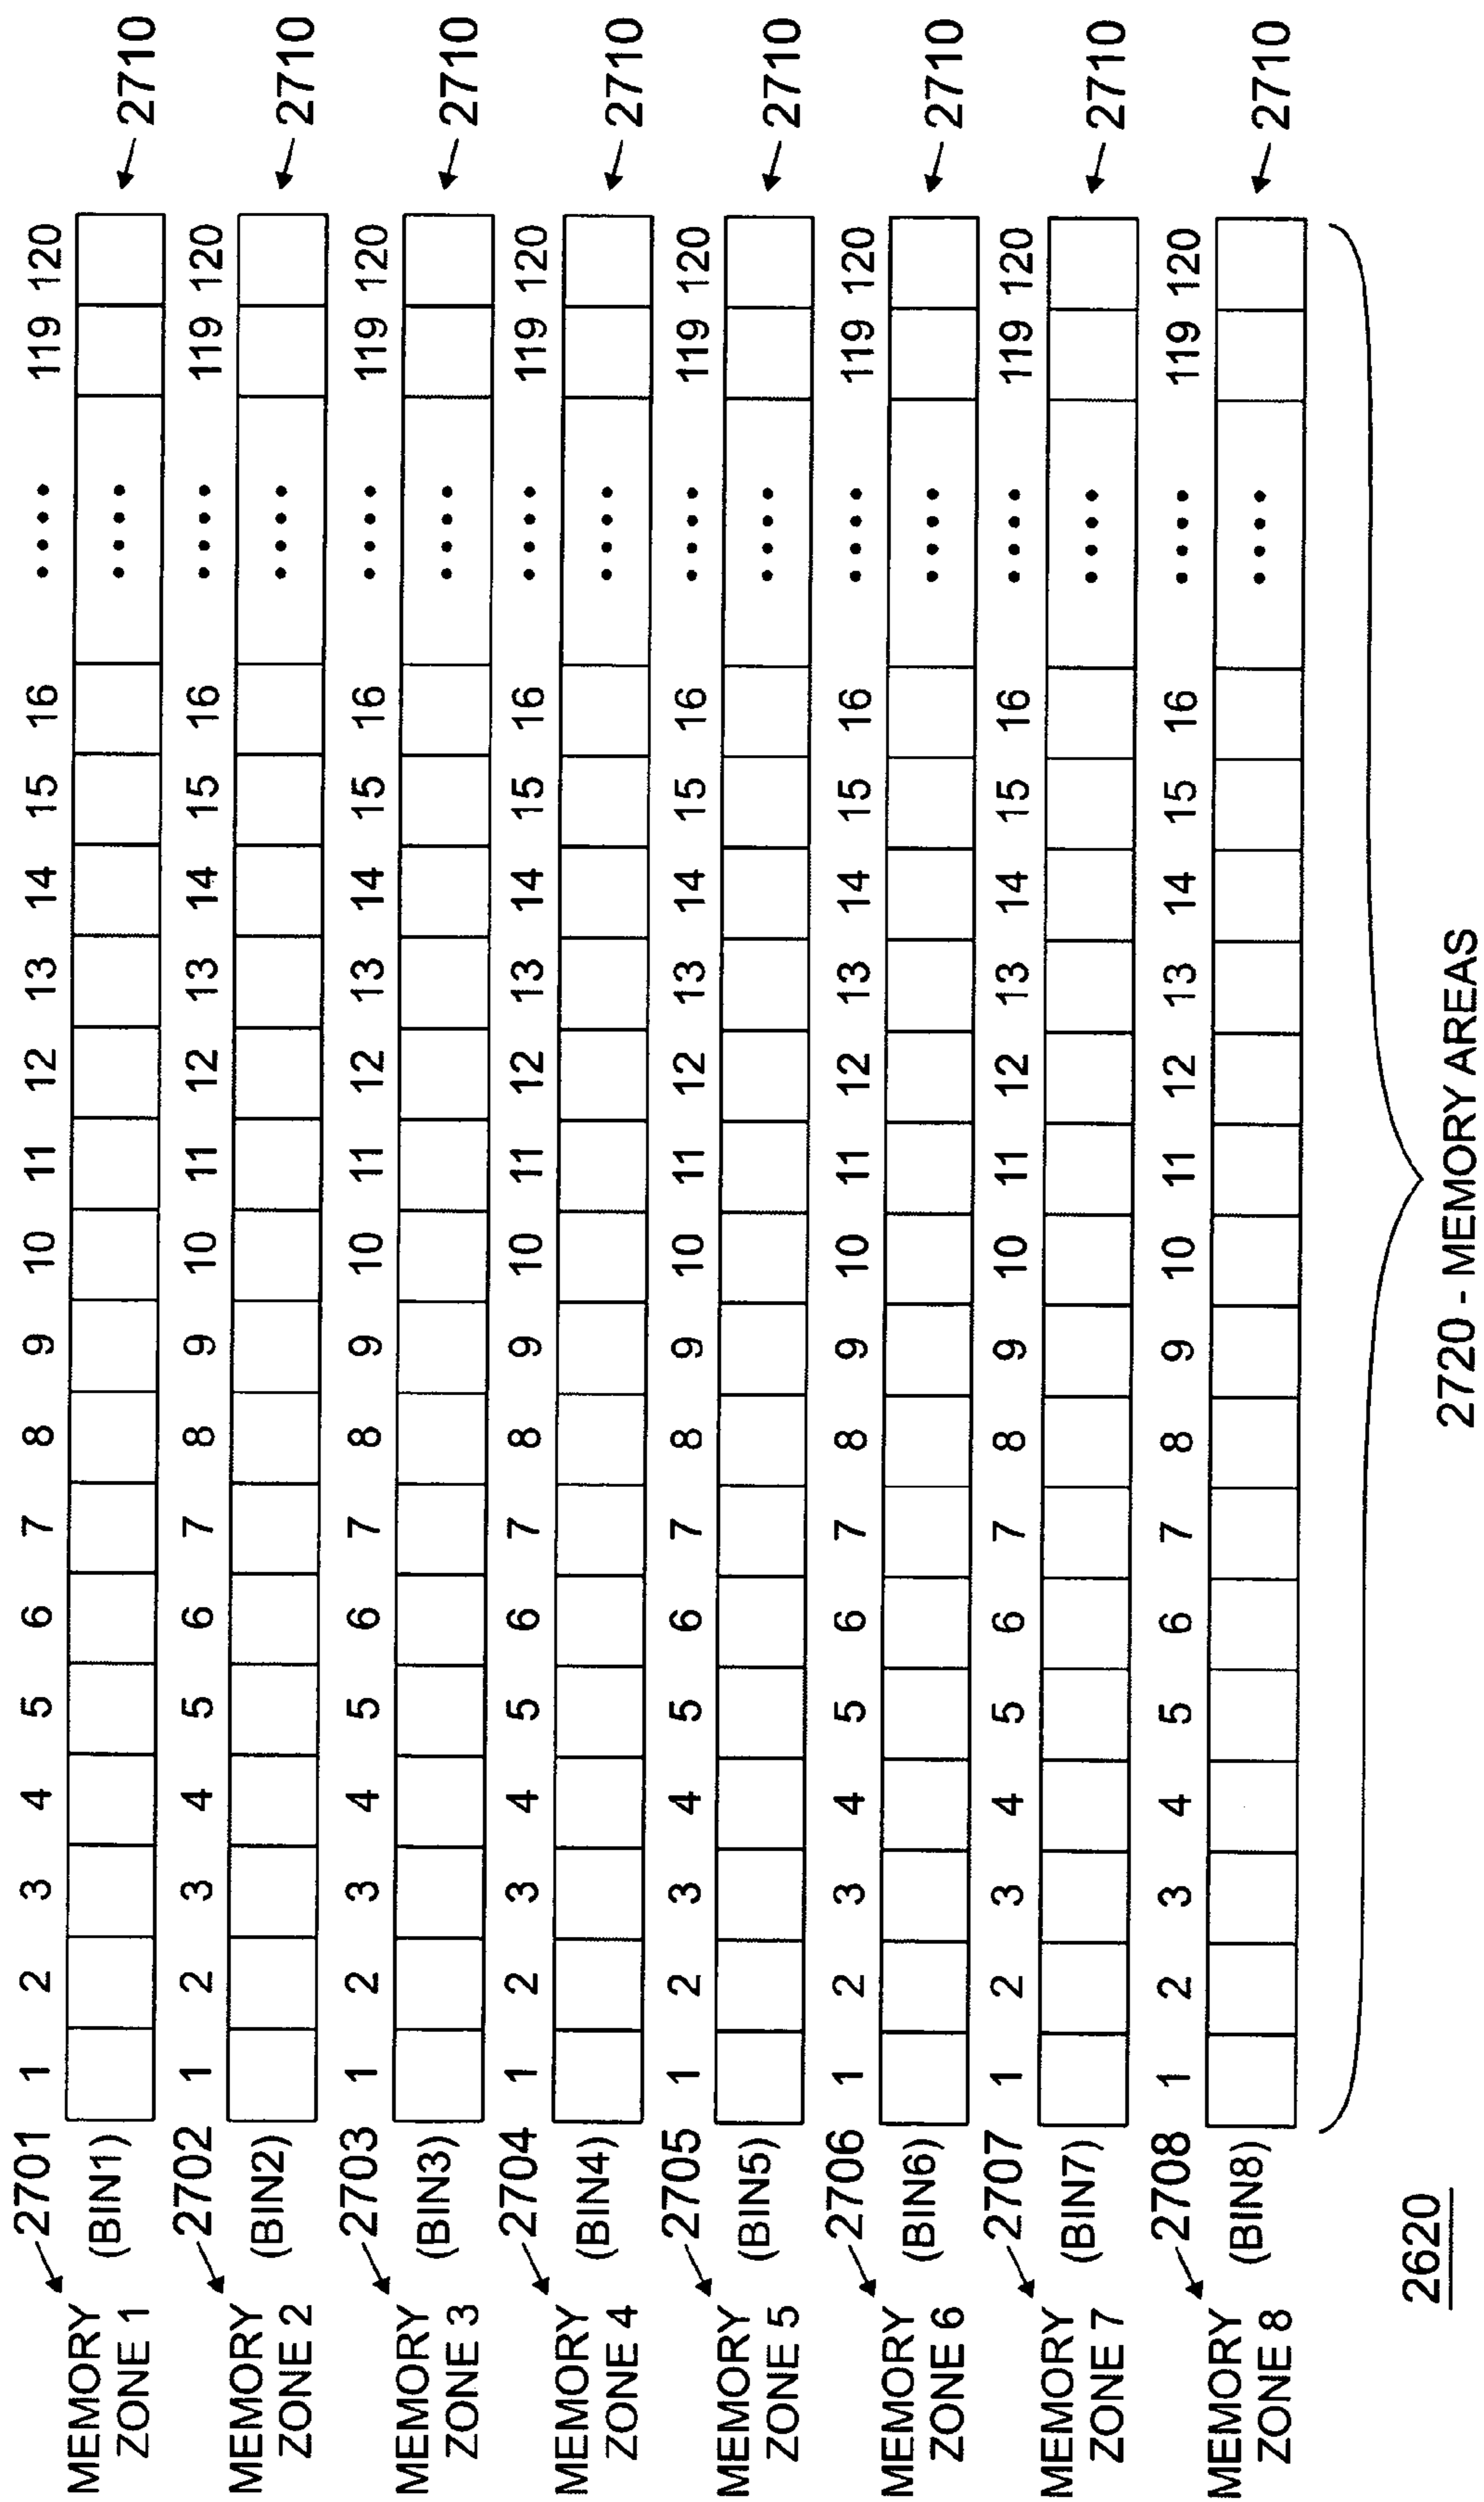 2701 1 2 3 4 5 6 7 8 9 10 11 12 13 14 15 16 •••• 119 120
MEMORY ZONE 1 (BIN1) •••• 2710
2702 1 2 3 4 5 6 7 8 9 10 11 12 13 14 15 16 •••• 119 120
MEMORY ZONE 2 (BIN2) •••• 2710
2703 1 2 3 4 5 6 7 8 9 10 11 12 13 14 15 16 •••• 119 120
MEMORY ZONE 3 (BIN3) •••• 2710
2704 1 2 3 4 5 6 7 8 9 10 11 12 13 14 15 16 •••• 119 120
MEMORY ZONE 4 (BIN4) •••• 2710
2705 1 2 3 4 5 6 7 8 9 10 11 12 13 14 15 16 •••• 119 120
MEMORY ZONE 5 (BIN5) •••• 2710
2706 1 2 3 4 5 6 7 8 9 10 11 12 13 14 15 16 •••• 119 120
MEMORY ZONE 6 (BIN6) •••• 2710
2707 1 2 3 4 5 6 7 8 9 10 11 12 13 14 15 16 •••• 119 120
MEMORY ZONE 7 (BIN7) •••• 2710
2708 1 2 3 4 5 6 7 8 9 10 11 12 13 14 15 16 •••• 119 120
MEMORY ZONE 8 (BIN8) •••• 2710
2620
2720 - MEMORY AREAS